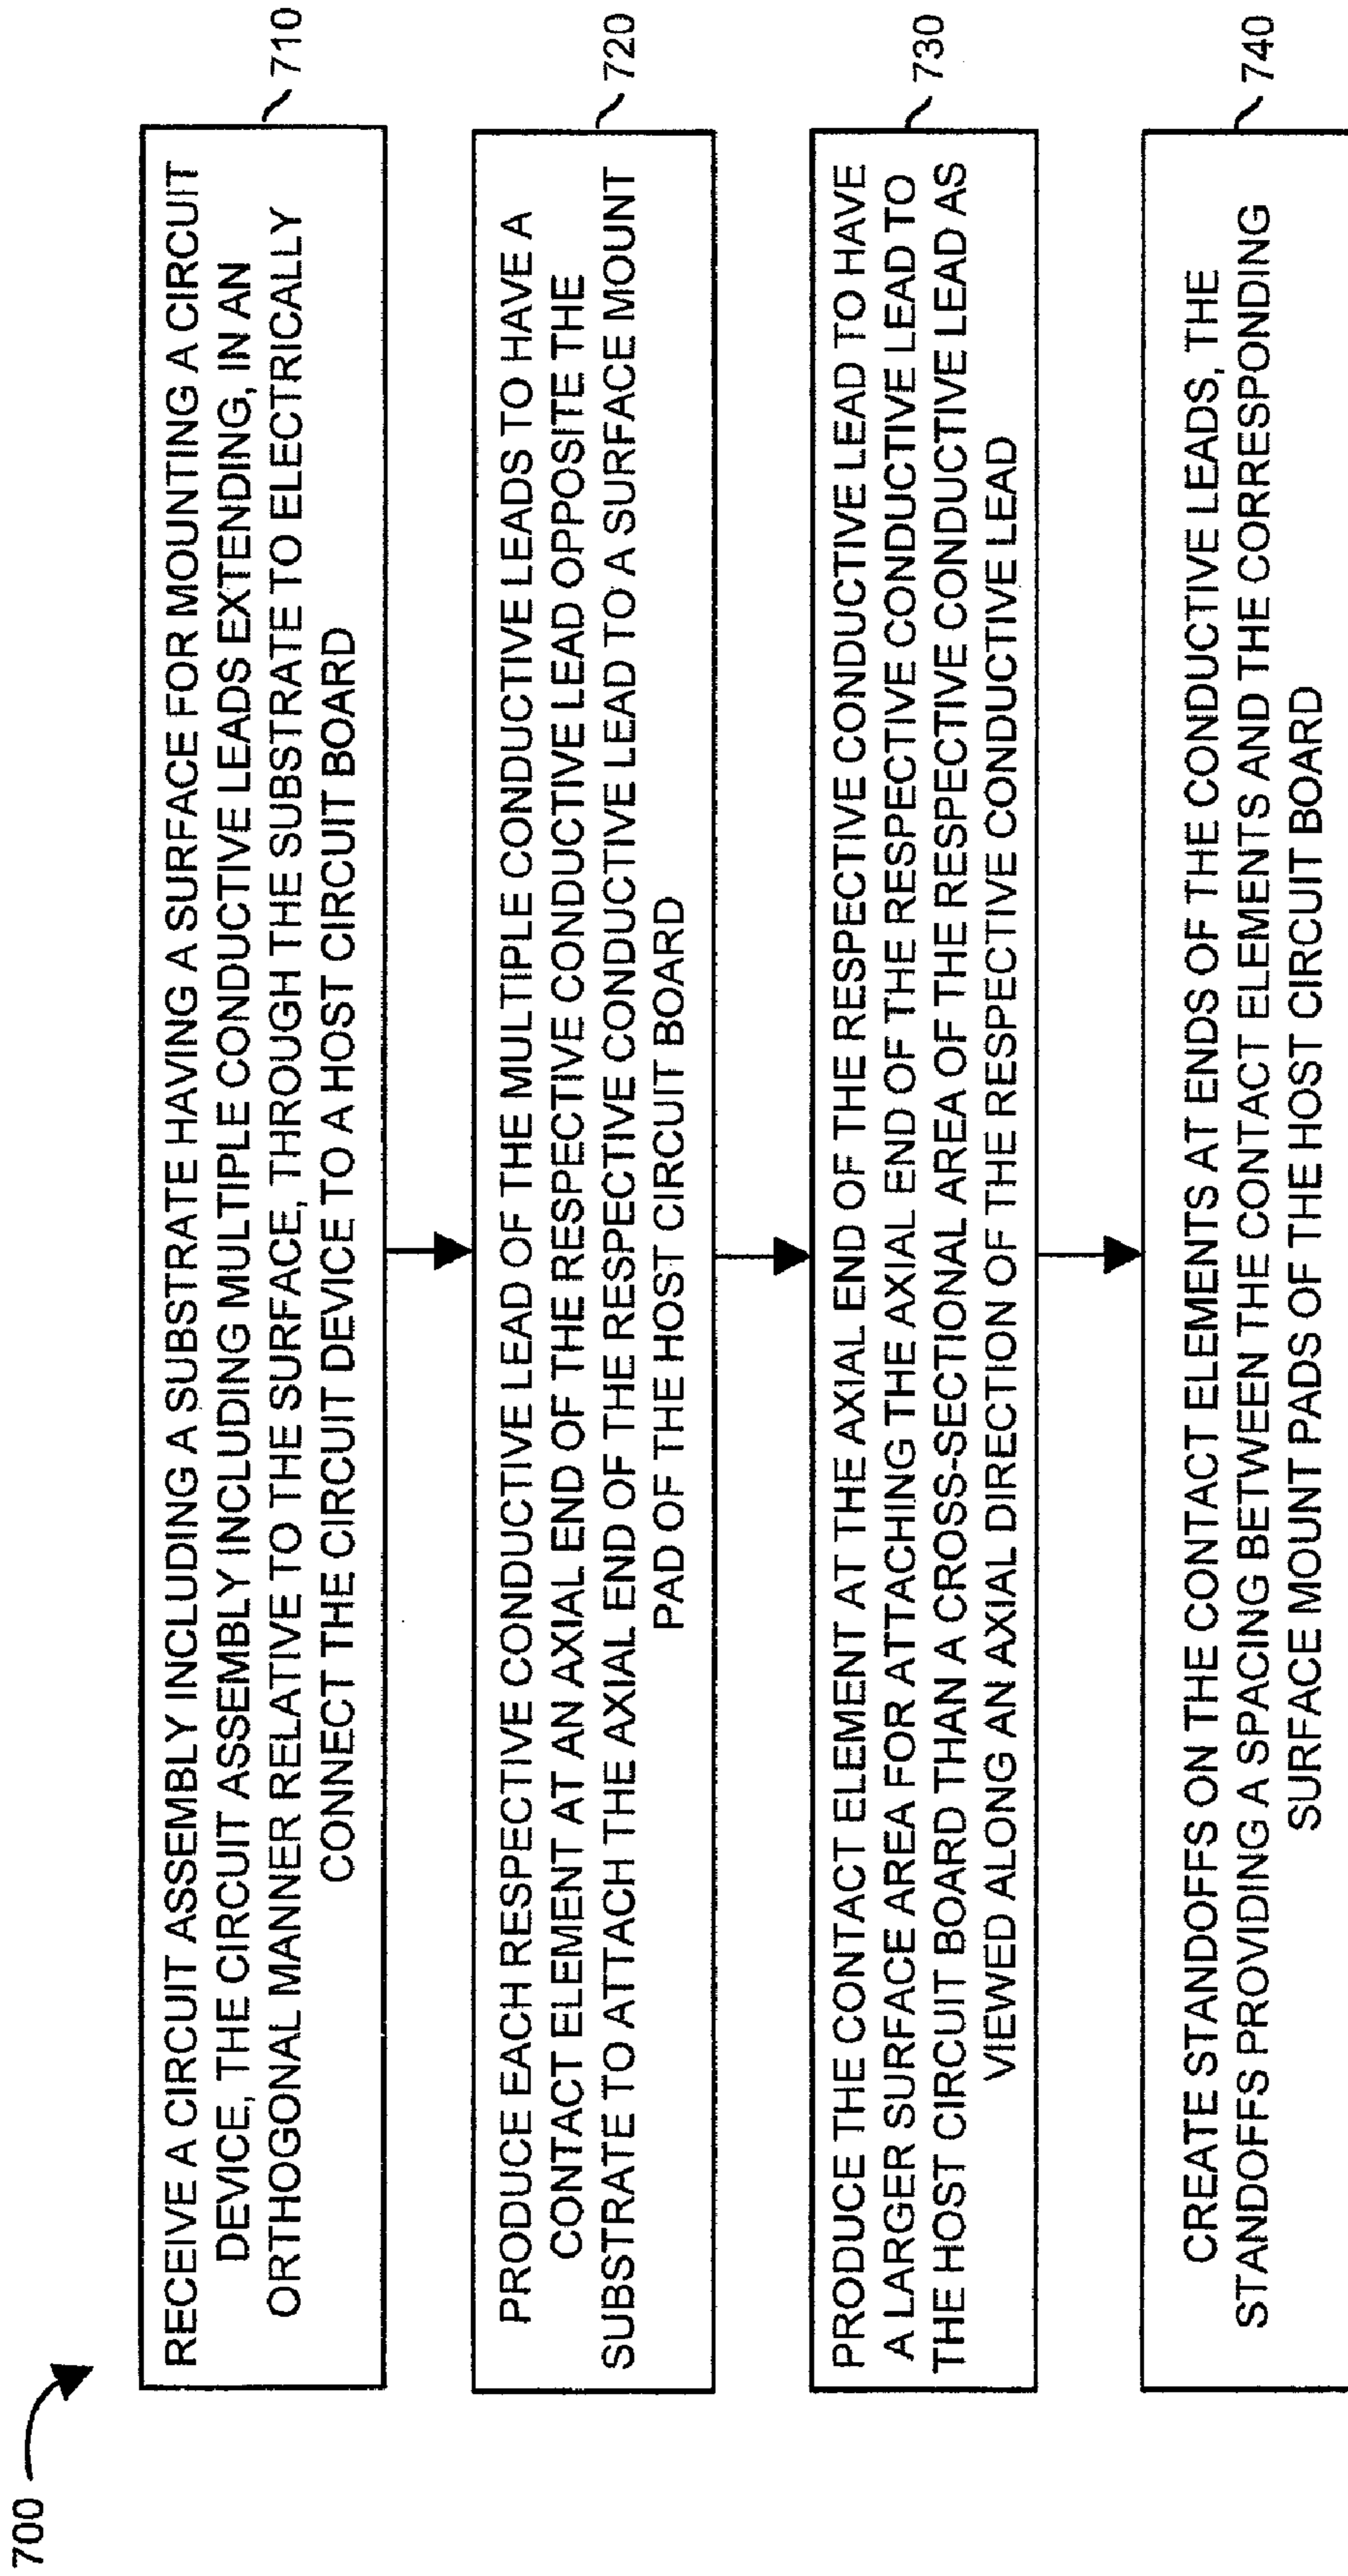 700
RECEIVE A CIRCUIT ASSEMBLY INCLUDING A SUBSTRATE HAVING A SURFACE FOR MOUNTING A CIRCUIT
DEVICE, THE CIRCUIT ASSEMBLY INCLUDING MULTIPLE CONDUCTIVE LEADS EXTENDING, IN AN
ORTHOGONAL MANNER RELATIVE TO THE SURFACE, THROUGH THE SUBSTRATE TO ELECTRICALLY
CONNECT THE CIRCUIT DEVICE TO A HOST CIRCUIT BOARD
710
PRODUCE EACH RESPECTIVE CONDUCTIVE LEAD OF THE MULTIPLE CONDUCTIVE LEADS TO HAVE A
CONTACT ELEMENT AT AN AXIAL END OF THE RESPECTIVE CONDUCTIVE LEAD OPPOSITE THE
SUBSTRATE TO ATTACH THE AXIAL END OF THE RESPECTIVE CONDUCTIVE LEAD TO A SURFACE MOUNT
PAD OF THE HOST CIRCUIT BOARD
720
PRODUCE THE CONTACT ELEMENT AT THE AXIAL END OF THE RESPECTIVE CONDUCTIVE LEAD TO HAVE
A LARGER SURFACE AREA FOR ATTACHING THE AXIAL END OF THE RESPECTIVE CONDUCTIVE LEAD TO
THE HOST CIRCUIT BOARD THAN A CROSS-SECTIONAL AREA OF THE RESPECTIVE CONDUCTIVE LEAD AS
VIEWED ALONG AN AXIAL DIRECTION OF THE RESPECTIVE CONDUCTIVE LEAD
730
CREATE STANDOFFS ON THE CONTACT ELEMENTS AT ENDS OF THE CONDUCTIVE LEADS, THE
STANDOFFS PROVIDING A SPACING BETWEEN THE CONTACT ELEMENTS AND THE CORRESPONDING
SURFACE MOUNT PADS OF THE HOST CIRCUIT BOARD
740